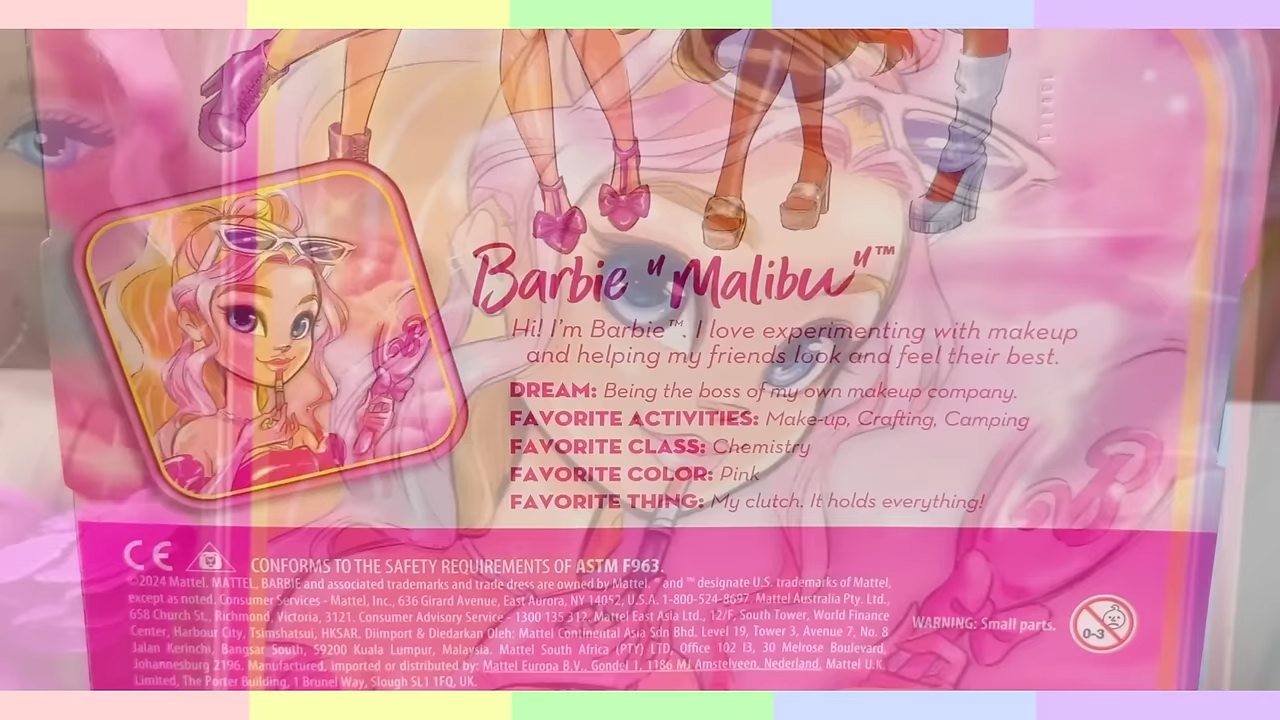 Barbie "Malibu"™
Hi! I'm Barbie™. I love experimenting with makeup
and helping my friends look and feel their best.
DREAM: Being the boss of my own makeup company.
FAVORITE ACTIVITIES: Make-up, Crafting, Camping
FAVORITE CLASS: Chemistry
FAVORITE COLOR: Pink
FAVORITE THING: My clutch. It holds everything!
CE CONFORMS TO THE SAFETY REQUIREMENTS OF ASTM F963.
©2024 Mattel. MATTEL, BARBIE and associated trademarks and trade dress are owned by Mattel. ® and ™ designate U.S. trademarks of Mattel,
except as noted. Consumer Services - Mattel, Inc., 636 Girard Avenue, East Aurora, NY 14052, U.S.A. 1-800-524-8697. Mattel Australia Pty. Ltd.,
658 Church St., Richmond, Victoria, 3121. Consumer Advisory Service - 1300 135 312. Mattel East Asia Ltd., 12/F, South Tower, World Finance
Center, Harbour City, Tsimshatsui, HKSAR. Diimport & Diedarkan Oleh: Mattel Continental Asia Sdn Bhd. Level 19, Tower 3, Avenue 7, No. 8
Jalan Kerinchi, Bangsar South, 59200 Kuala Lumpur, Malaysia. Mattel South Africa (PTY) LTD, Office 102 I3, 30 Melrose Boulevard,
Johannesburg 2196. Manufactured, imported or distributed by: Mattel Europa B.V., Gondel 1, 1186 MJ Amstelveen, Nederland. Mattel U.K.
Limited, The Porter Building, 1 Brunel Way, Slough SL1 1FQ, UK.
WARNING: Small parts.
0-3